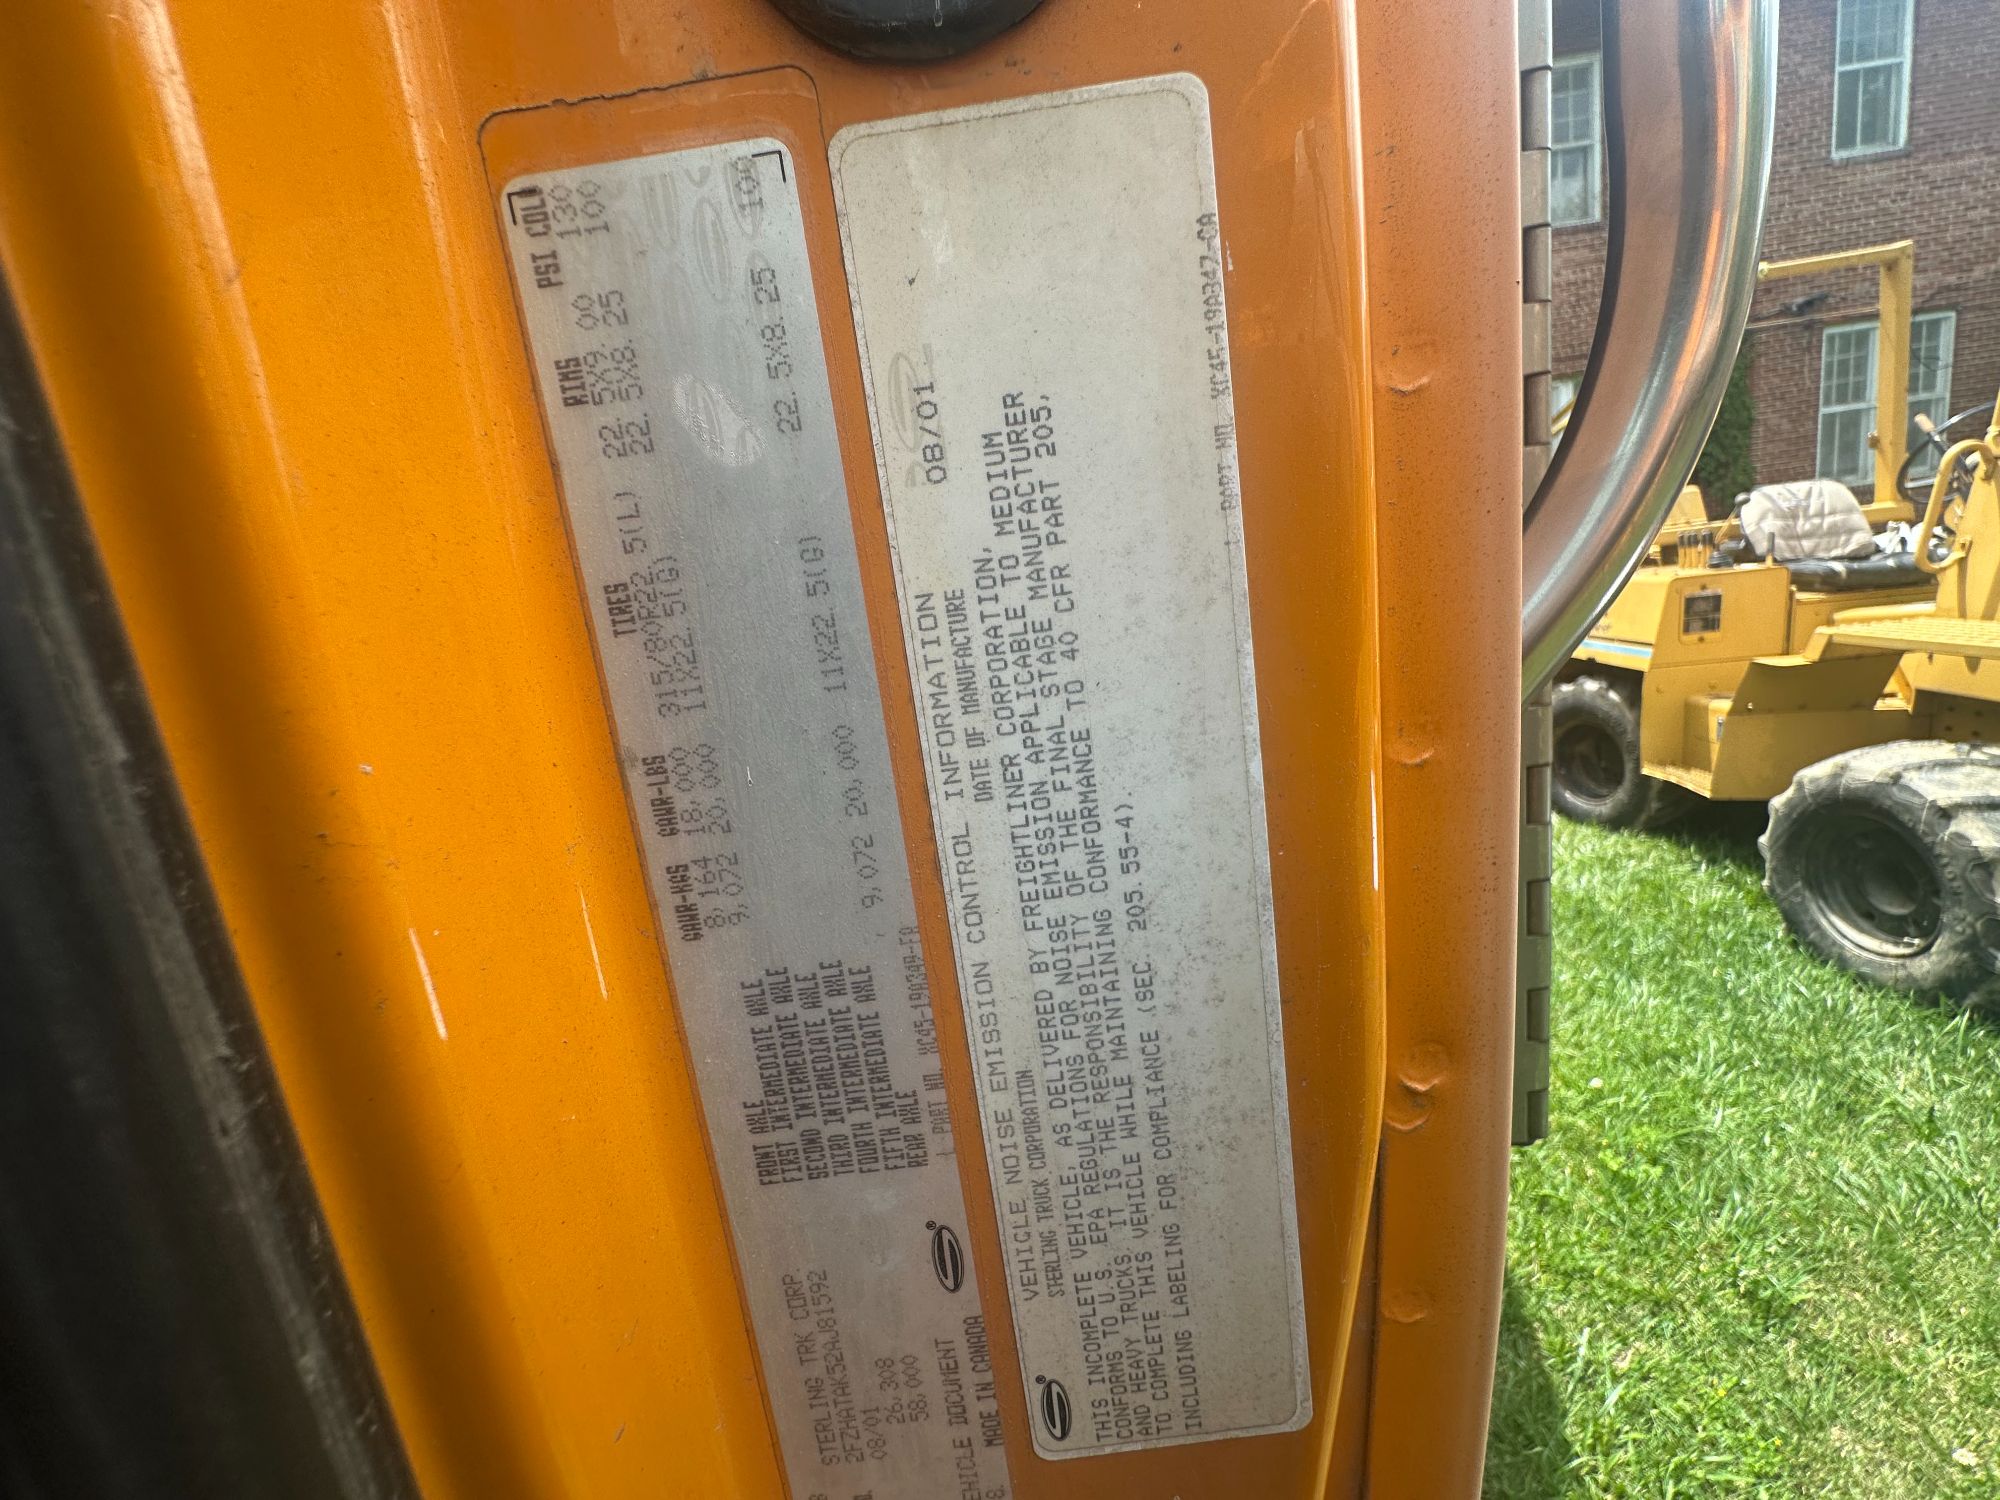 PSI COLD
130
100
100
RIMS
22.5X9.00
22.5X8.25
22.5X8.25
TIRES
315/80R22.5(L)
11X22.5(G)
11X22.5(G)
GAWR-LBS
18,000
20,000
20,000
GAWR-KGS
8,164
9,072
9,072
FRONT AXLE
FIRST INTERMEDIATE AXLE
SECOND INTERMEDIATE AXLE
THIRD INTERMEDIATE AXLE
FOURTH INTERMEDIATE AXLE
FIFTH INTERMEDIATE AXLE
REAR AXLE
PART NO. XC45-19A349-EA
STERLING TRK CORP.
2FZHATAK52AJ81592
08/01
26,308
58,000
VEHICLE DOCUMENT
MADE IN CANADA
VEHICLE NOISE EMISSION CONTROL INFORMATION
STERLING TRUCK CORPORATION.
DATE OF MANUFACTURE
08/01
THIS INCOMPLETE VEHICLE, AS DELIVERED BY FREIGHTLINER CORPORATION,
CONFORMS TO U.S. EPA REGULATIONS FOR NOISE EMISSION APPLICABLE TO MEDIUM
AND HEAVY TRUCKS. IT IS THE RESPONSIBILITY OF THE FINAL STAGE MANUFACTURER
TO COMPLETE THIS VEHICLE WHILE MAINTAINING CONFORMANCE TO 40 CFR PART 205,
INCLUDING LABELING FOR COMPLIANCE (SEC. 205.55-4).
PART NO. XC45-19A347-CA